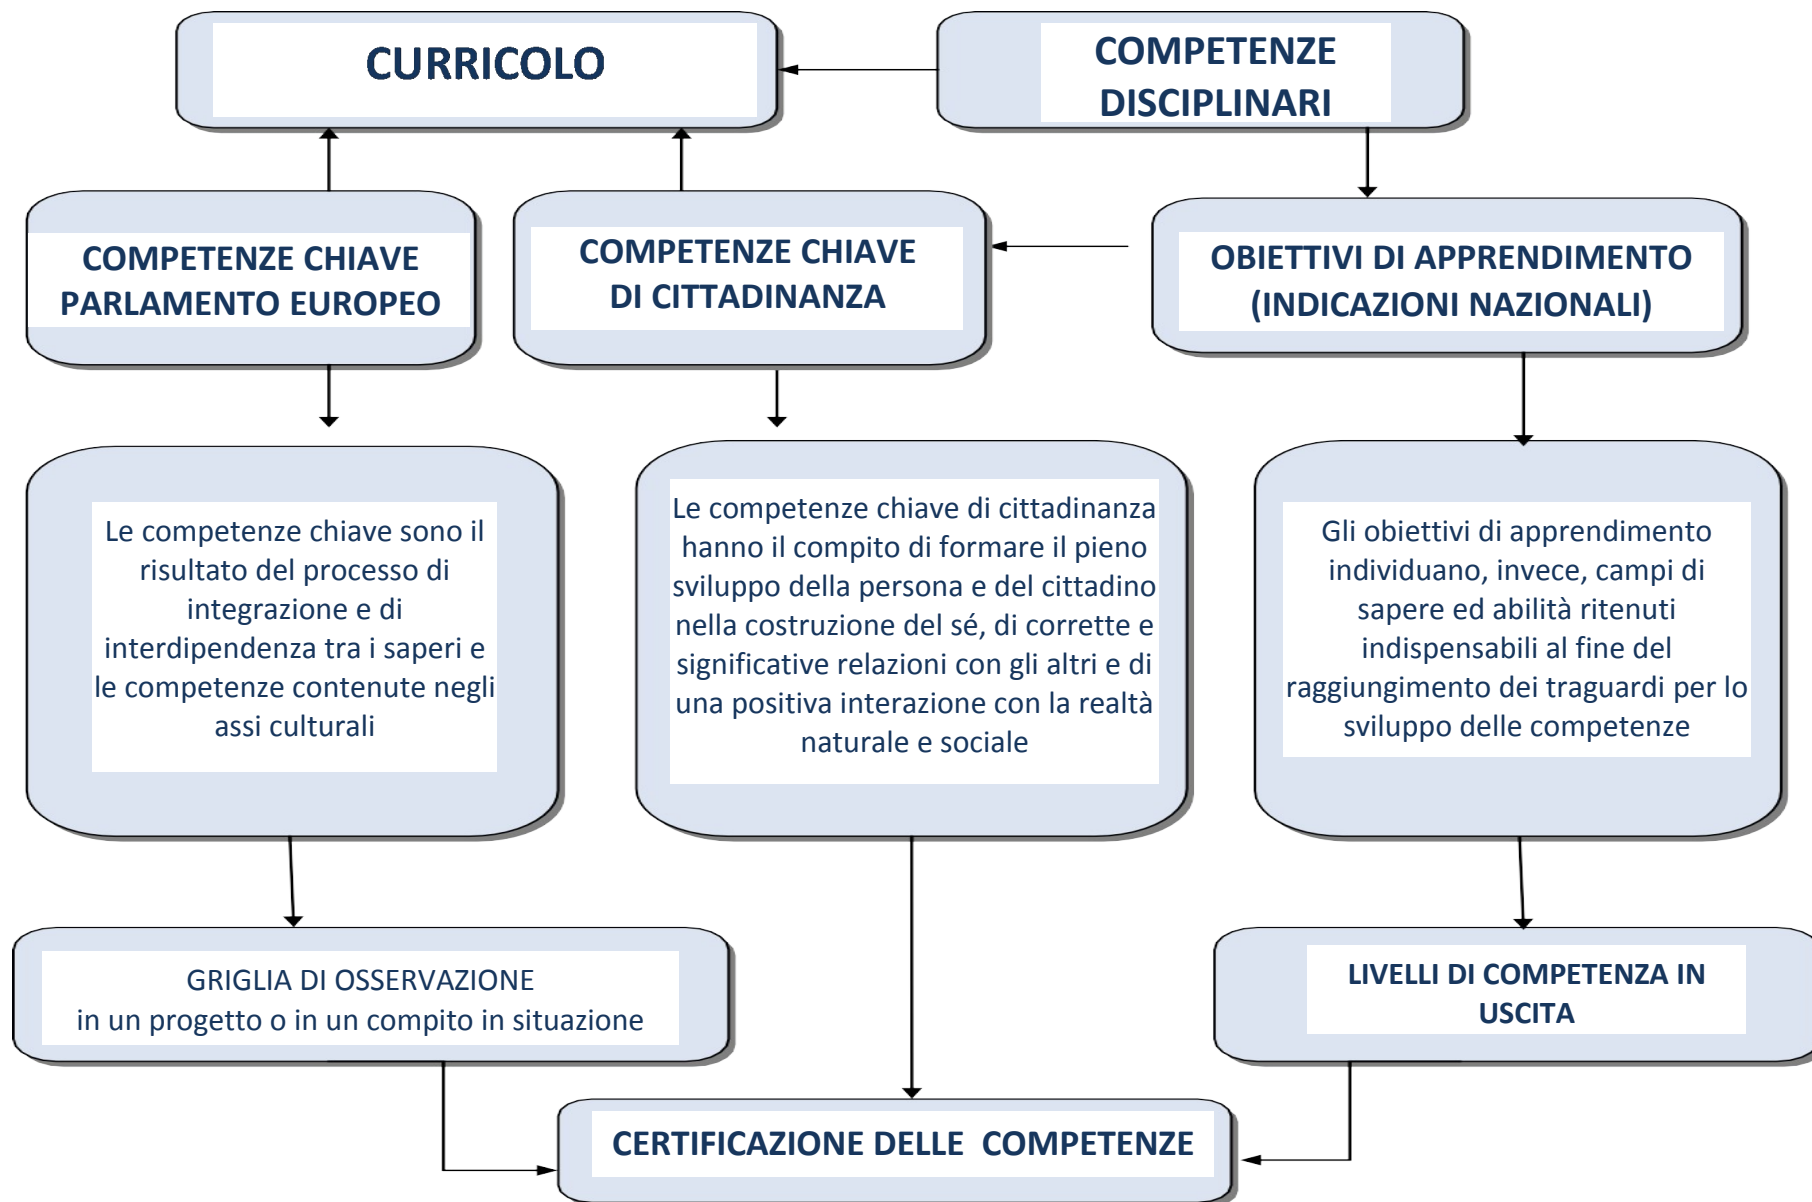 CURRICOLO
COMPETENZE
DISCIPLINARI
COMPETENZE CHIAVE
PARLAMENTO EUROPEO
COMPETENZE CHIAVE
DI CITTADINANZA
OBIETTIVI DI APPRENDIMENTO
(INDICAZIONI NAZIONALI)
Le competenze chiave sono il
risultato del processo di
integrazione e di
interdipendenza tra i saperi e
le competenze contenute negli
assi culturali
Le competenze chiave di cittadinanza
hanno il compito di formare il pieno
sviluppo della persona e del cittadino
nella costruzione del sé, di corrette e
significative relazioni con gli altri e di
una positiva interazione con la realtà
naturale e sociale
Gli obiettivi di apprendimento
individuano, invece, campi di
sapere ed abilità ritenuti
indispensabili al fine del
raggiungimento dei traguardi per lo
sviluppo delle competenze
GRIGLIA DI OSSERVAZIONE
in un progetto o in un compito in situazione
LIVELLI DI COMPETENZA IN
USCITA
CERTIFICAZIONE DELLE  COMPETENZE